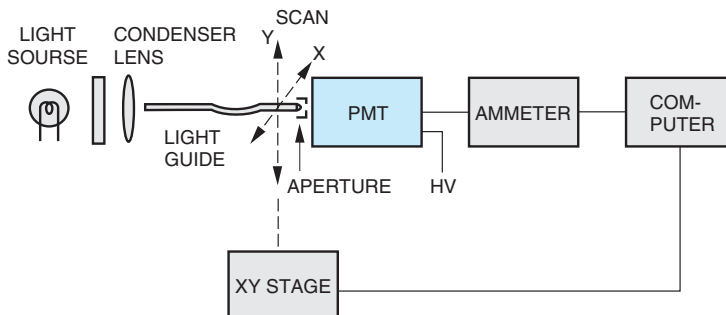 LIGHT
SOURSE
CONDENSER
LENS
SCAN
Y
X
LIGHT
GUIDE
APERTURE
PMT
HV
AMMETER
COM-
PUTER
XY STAGE